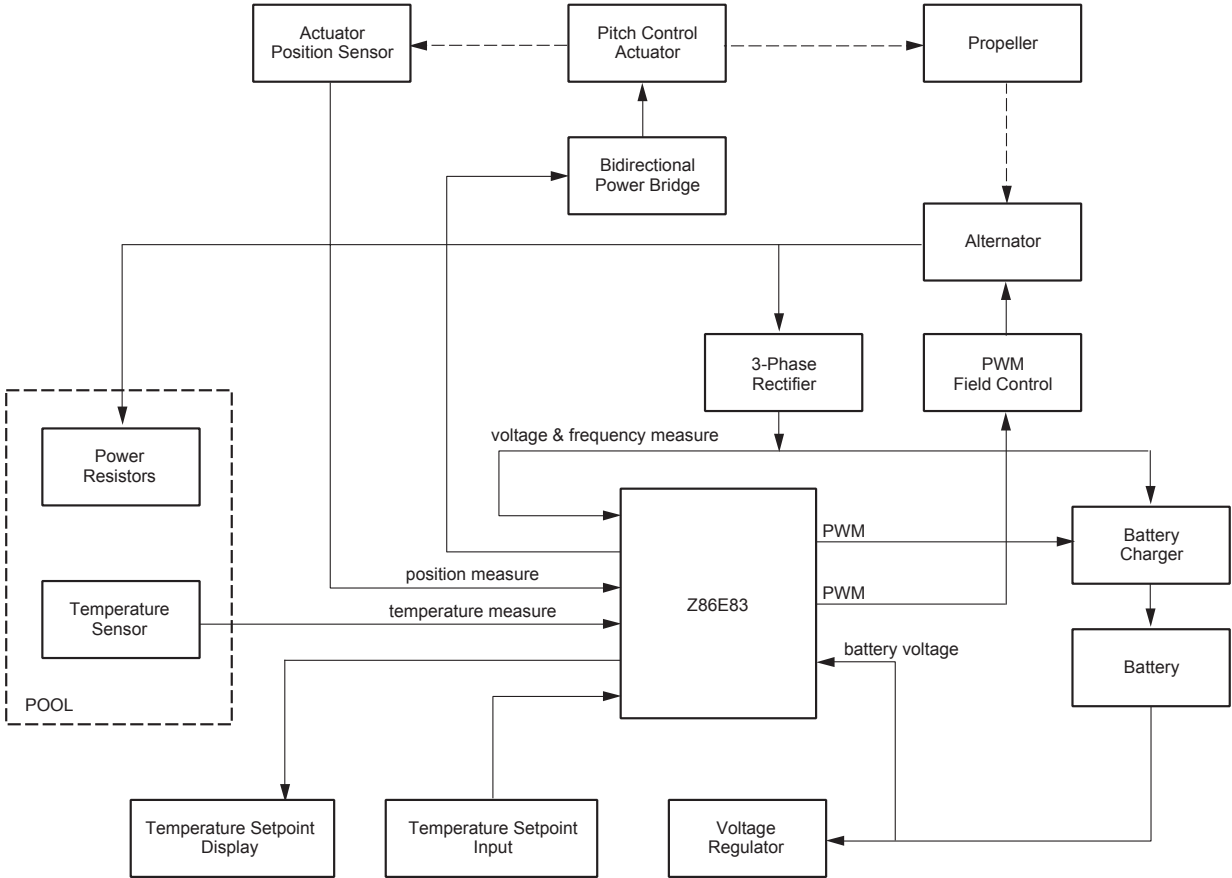 Actuator
Position Sensor
Pitch Control
Actuator
Propeller
Bidirectional
Power Bridge
Alternator
3-Phase
Rectifier
PWM
Field Control
voltage & frequency measure
Power
Resistors
PWM
Battery
Charger
position measure
Temperature
Sensor
temperature measure
Z86E83
PWM
battery voltage
Battery
POOL
Temperature Setpoint
Display
Temperature Setpoint
Input
Voltage
Regulator